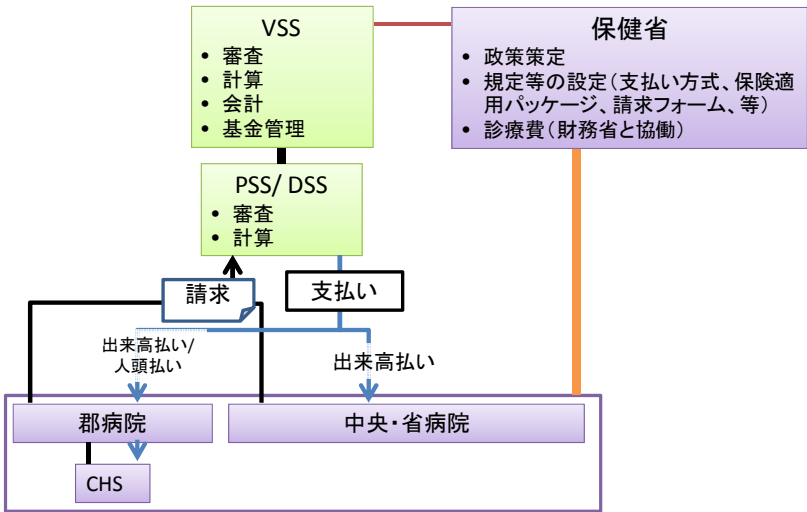 VSS
• 審査
• 計算
• 会計
• 基金管理
保健省
• 政策策定
• 規定等の設定(支払い方式、保険適
用パッケージ、請求フォーム、等)
• 診療費(財務省と協働)
PSS/ DSS
• 審査
• 計算
請求
支払い
出来高払い/
人頭払い
出来高払い
郡病院
中央・省病院
CHS